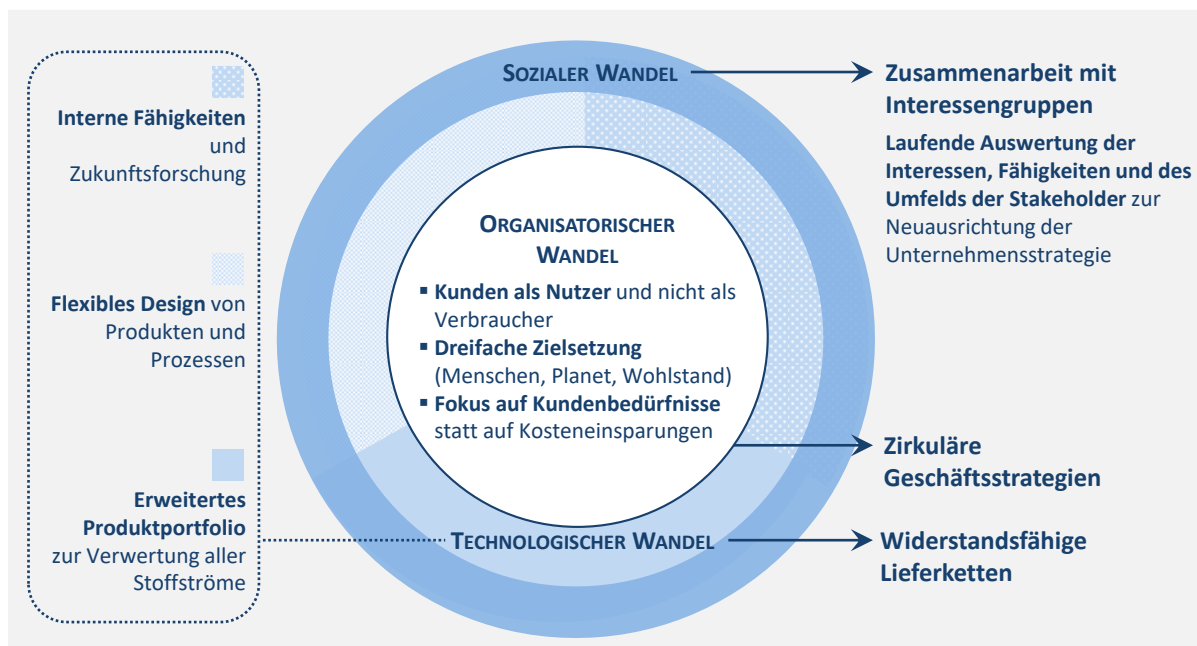 Interne Fähigkeiten
und
Zukunftsforschung
Flexibles Design von
Produkten und
Prozessen
Erweitertes
Produktportfolio
zur Verwertung aller
Stoffströme
SOZIALER WANDEL
ORGANISATORISCHER
WANDEL
▪ Kunden als Nutzer und nicht als
Verbraucher
▪ Dreifache Zielsetzung
(Menschen, Planet, Wohlstand)
▪ Fokus auf Kundenbedürfnisse
statt auf Kosteneinsparungen
TECHNOLOGISCHER WANDEL
Zusammenarbeit mit
Interessengruppen
Laufende Auswertung der
Interessen, Fähigkeiten und des
Umfelds der Stakeholder zur
Neuausrichtung der
Unternehmensstrategie
Zirkuläre
Geschäftsstrategien
Widerstandsfähige
Lieferketten